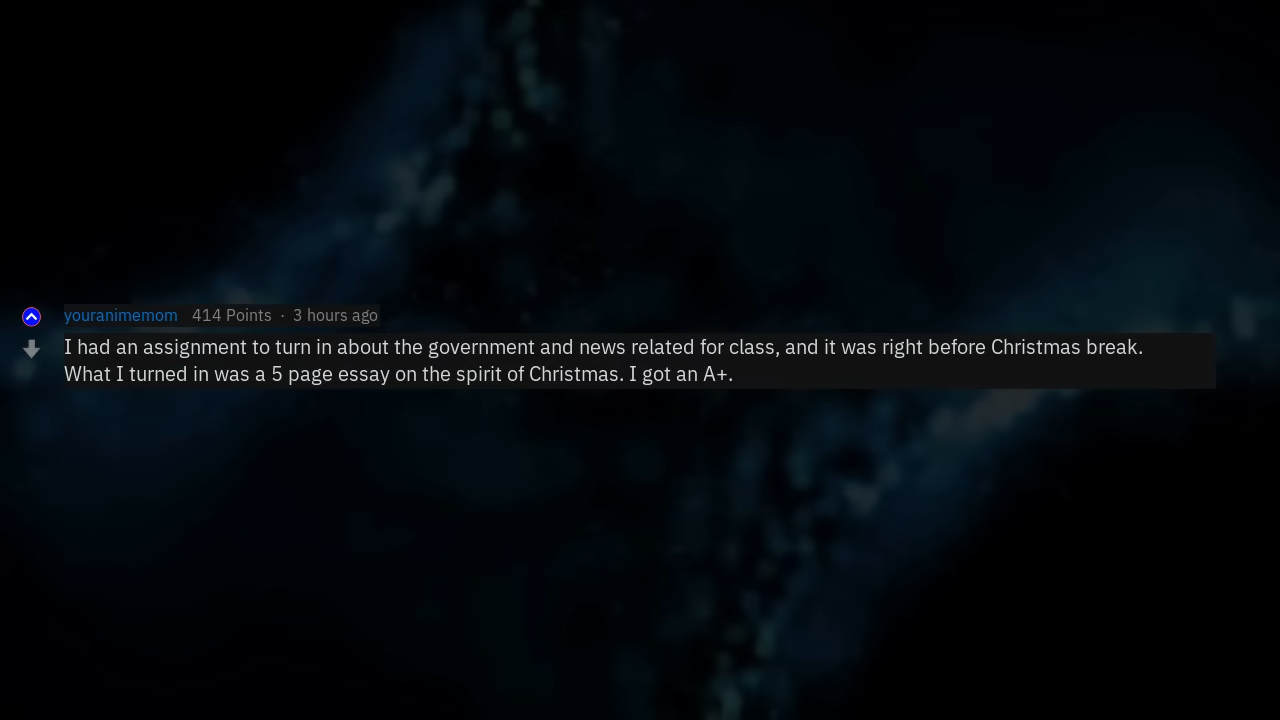 youranimemom 414 Points · 3 hours ago
I had an assignment to turn in about the government and news related for class, and it was right before Christmas break.
What I turned in was a 5 page essay on the spirit of Christmas. I got an A+.